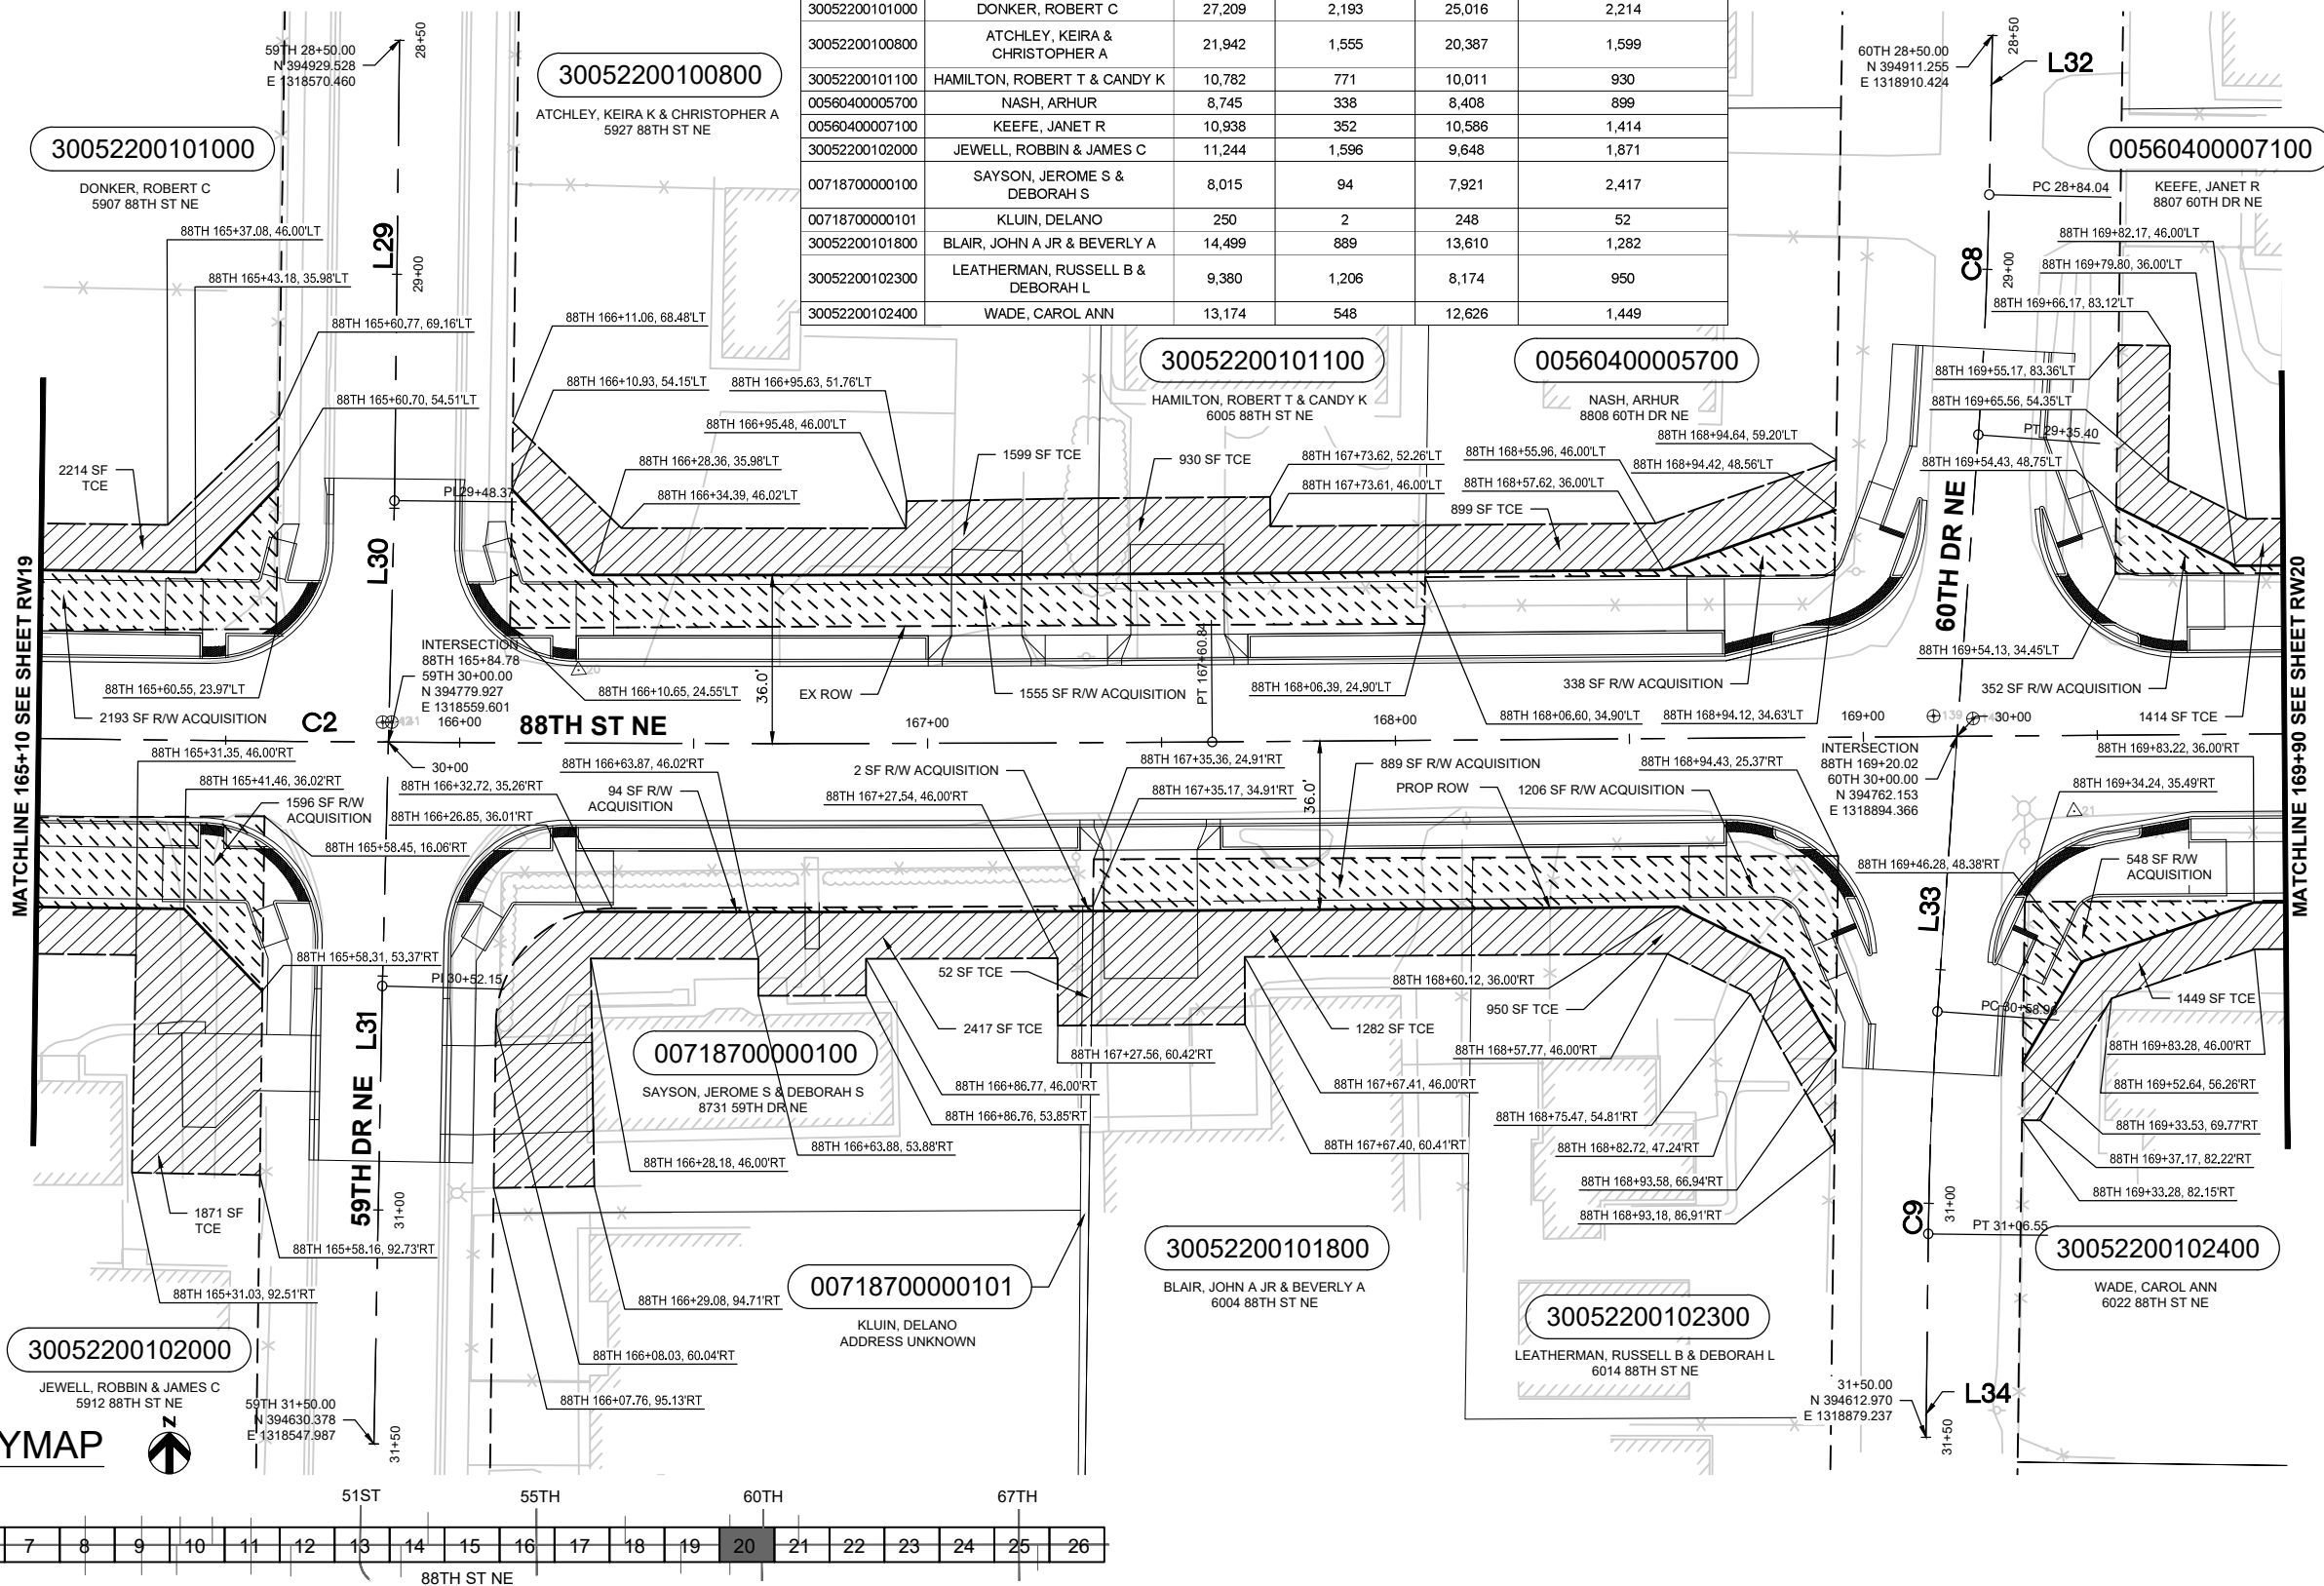 30052200101000 DONKER, ROBERT C 27,209 2,193 25,016 2,214
30052200100800 ATCHLEY, KEIRA & CHRISTOPHER A 21,942 1,555 20,387 1,599
30052200101100 HAMILTON, ROBERT T & CANDY K 10,782 771 10,011 930
00560400005700 NASH, ARHUR 8,745 338 8,408 899
00560400007100 KEEFE, JANET R 10,938 352 10,586 1,414
30052200102000 JEWELL, ROBBIN & JAMES C 11,244 1,596 9,648 1,871
00718700000100 SAYSON, JEROME S & DEBORAH S 8,015 94 7,921 2,417
00718700000101 KLUIN, DELANO 250 2 248 52
30052200101800 BLAIR, JOHN A JR & BEVERLY A 14,499 889 13,610 1,282
30052200102300 LEATHERMAN, RUSSELL B & DEBORAH L 9,380 1,206 8,174 950
30052200102400 WADE, CAROL ANN 13,174 548 12,626 1,449
59TH 28+50.00
N 394929.528
E 1318570.460
28+50
30052200100800
ATCHLEY, KEIRA K & CHRISTOPHER A
5927 88TH ST NE
60TH 28+50.00
N 394911.255
E 1318910.424
28+50
L32
30052200101000
DONKER, ROBERT C
5907 88TH ST NE
00560400007100
KEEFE, JANET R
8807 60TH DR NE
PC 28+84.04
88TH 165+37.08, 46.00'LT
88TH 165+43.18, 35.98'LT
88TH 165+60.77, 69.16'LT
88TH 165+60.70, 54.51'LT
L29
29+00
88TH 166+11.06, 68.48'LT
88TH 166+10.93, 54.15'LT
88TH 166+95.63, 51.76'LT
88TH 166+95.48, 46.00'LT
88TH 166+28.36, 35.98'LT
88TH 166+34.39, 46.02'LT
30052200101100
HAMILTON, ROBERT T & CANDY K
6005 88TH ST NE
00560400005700
NASH, ARHUR
8808 60TH DR NE
C8
29+00
88TH 169+82.17, 46.00'LT
88TH 169+79.80, 36.00'LT
88TH 169+66.17, 83.12'LT
88TH 169+55.17, 83.36'LT
88TH 169+65.56, 54.35'LT
PT 29+35.40
88TH 169+54.43, 48.75'LT
2214 SF
TCE
PI 29+48.37
1599 SF TCE
930 SF TCE
88TH 167+73.62, 52.26'LT
88TH 167+73.61, 46.00'LT
88TH 168+55.96, 46.00'LT
88TH 168+57.62, 36.00'LT
899 SF TCE
88TH 168+94.64, 59.20'LT
88TH 168+94.42, 48.56'LT
60TH DR NE
MATCHLINE 165+10 SEE SHEET RW19
MATCHLINE 169+90 SEE SHEET RW20
L30
INTERSECTION
88TH 165+84.78
59TH 30+00.00
N 394779.927
E 1318559.601
88TH 165+60.55, 23.97'LT
2193 SF R/W ACQUISITION
C2
166+00
20
88TH 166+10.65, 24.55'LT
88TH ST NE
36.0'
EX ROW
167+00
1555 SF R/W ACQUISITION
PT 167+60.84
88TH 168+06.39, 24.90'LT
168+00
88TH 168+06.60, 34.90'LT
338 SF R/W ACQUISITION
88TH 168+94.12, 34.63'LT
169+00
88TH 169+54.13, 34.45'LT
352 SF R/W ACQUISITION
30+00
1414 SF TCE
88TH 165+31.35, 46.00'RT
88TH 165+41.46, 36.02'RT
1596 SF R/W
ACQUISITION
30+00
88TH 166+32.72, 35.26'RT
88TH 166+26.85, 36.01'RT
88TH 165+58.45, 16.06'RT
88TH 166+63.87, 46.02'RT
94 SF R/W
ACQUISITION
2 SF R/W ACQUISITION
88TH 167+27.54, 46.00'RT
88TH 167+35.36, 24.91'RT
88TH 167+35.17, 34.91'RT
36.0'
889 SF R/W ACQUISITION
PROP ROW
88TH 168+94.43, 25.37'RT
1206 SF R/W ACQUISITION
INTERSECTION
88TH 169+20.02
60TH 30+00.00
N 394762.153
E 1318894.366
88TH 169+83.22, 36.00'RT
88TH 169+34.24, 35.49'RT
21
88TH 169+46.28, 48.38'RT
548 SF R/W
ACQUISITION
L33
88TH 165+58.31, 53.37'RT
PI 30+52.15
52 SF TCE
2417 SF TCE
1282 SF TCE
88TH 168+60.12, 36.00'RT
950 SF TCE
88TH 168+57.77, 46.00'RT
PC 30+58.96
1449 SF TCE
L31
59TH DR NE
00718700000100
SAYSON, JEROME S & DEBORAH S
8731 59TH DR NE
88TH 167+27.56, 60.42'RT
88TH 166+86.77, 46.00'RT
88TH 166+86.76, 53.85'RT
88TH 166+63.88, 53.88'RT
88TH 166+28.18, 46.00'RT
88TH 167+67.41, 46.00'RT
88TH 167+67.40, 60.41'RT
88TH 168+75.47, 54.81'RT
88TH 168+82.72, 47.24'RT
88TH 168+93.58, 66.94'RT
88TH 168+93.18, 86.91'RT
88TH 169+83.28, 46.00'RT
88TH 169+52.64, 56.26'RT
88TH 169+33.53, 69.77'RT
88TH 169+37.17, 82.22'RT
88TH 169+33.28, 82.15'RT
1871 SF
TCE
31+00
88TH 165+58.16, 92.73'RT
88TH 165+31.03, 92.51'RT
C9
31+00
PT 31+06.55
30052200101800
BLAIR, JOHN A JR & BEVERLY A
6004 88TH ST NE
30052200102400
WADE, CAROL ANN
6022 88TH ST NE
00718700000101
KLUIN, DELANO
ADDRESS UNKNOWN
88TH 166+29.08, 94.71'RT
88TH 166+08.03, 60.04'RT
88TH 166+07.76, 95.13'RT
30052200102300
LEATHERMAN, RUSSELL B & DEBORAH L
6014 88TH ST NE
30052200102000
JEWELL, ROBBIN & JAMES C
5912 88TH ST NE
59TH 31+50.00
N 394630.378
E 1318547.987
31+50
31+50.00
N 394612.970
E 1318879.237
L34
31+50
YMAP
N
51ST 55TH 60TH 67TH
7 8 9 10 11 12 13 14 15 16 17 18 19 20 21 22 23 24 25 26
88TH ST NE